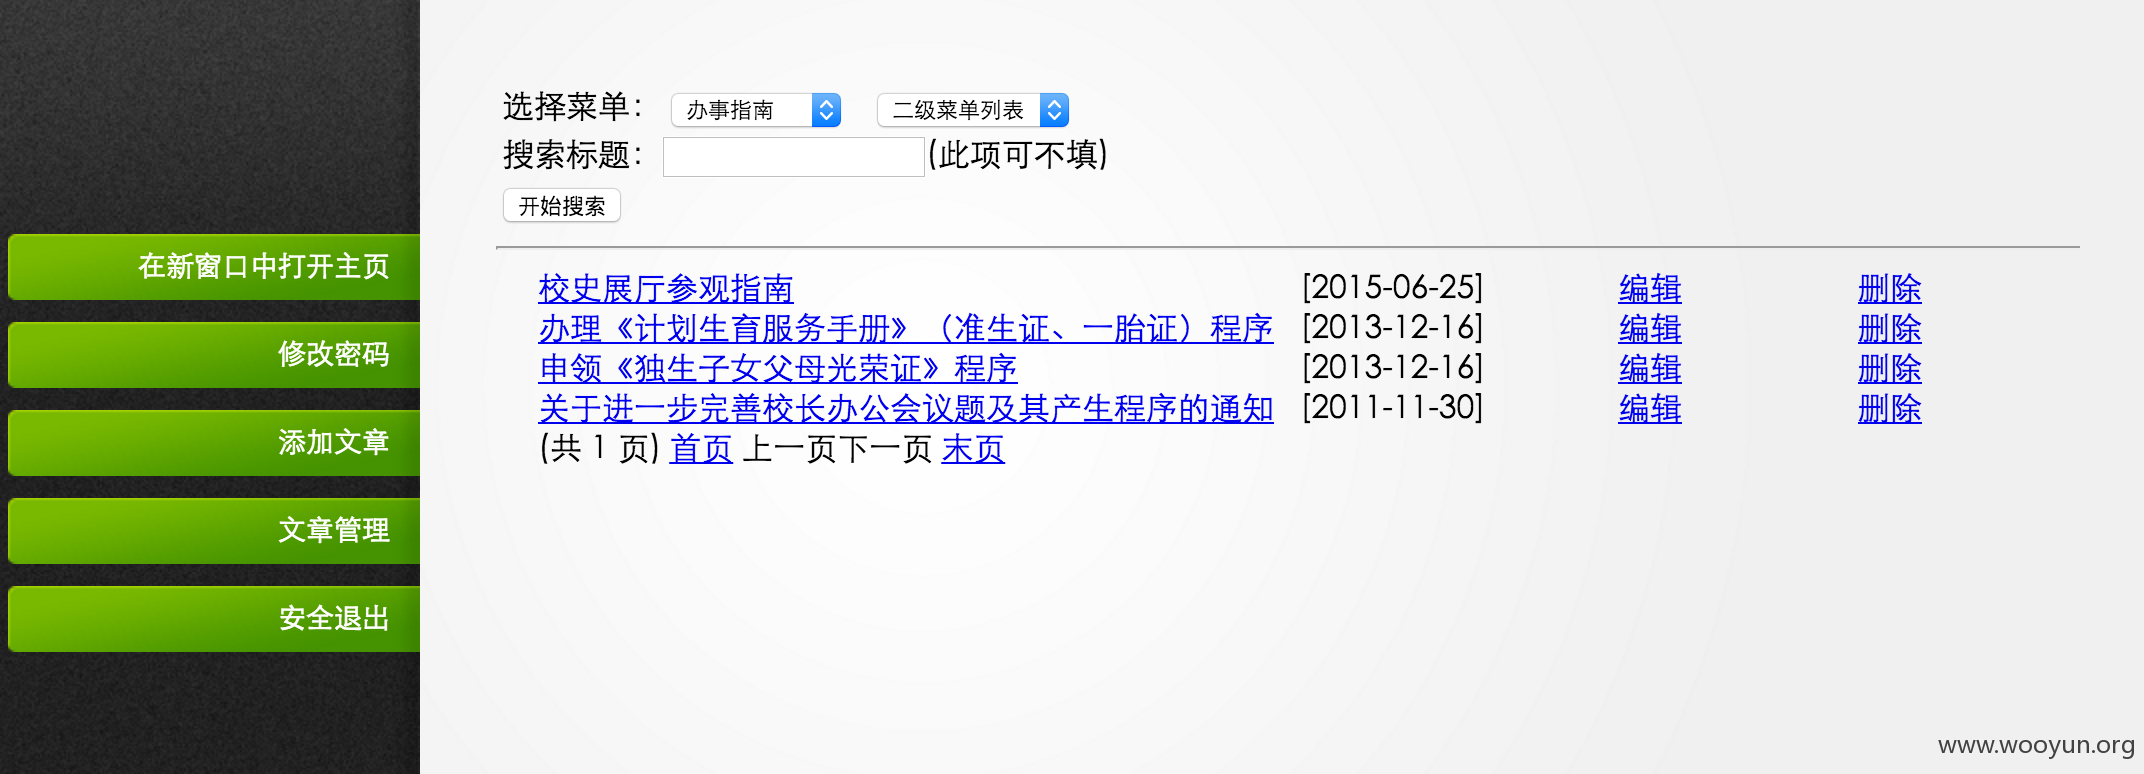 选择菜单： 办事指南 二级菜单列表
搜索标题： (此项可不填)
开始搜索
在新窗口中打开主页
修改密码
添加文章
文章管理
安全退出
校史展厅参观指南 [2015-06-25] 编辑 删除
办理《计划生育服务手册》（准生证、一胎证）程序 [2013-12-16] 编辑 删除
申领《独生子女父母光荣证》程序 [2013-12-16] 编辑 删除
关于进一步完善校长办公会议题及其产生程序的通知 [2011-11-30] 编辑 删除
(共 1 页) 首页 上一页下一页 末页
www.wooyun.org